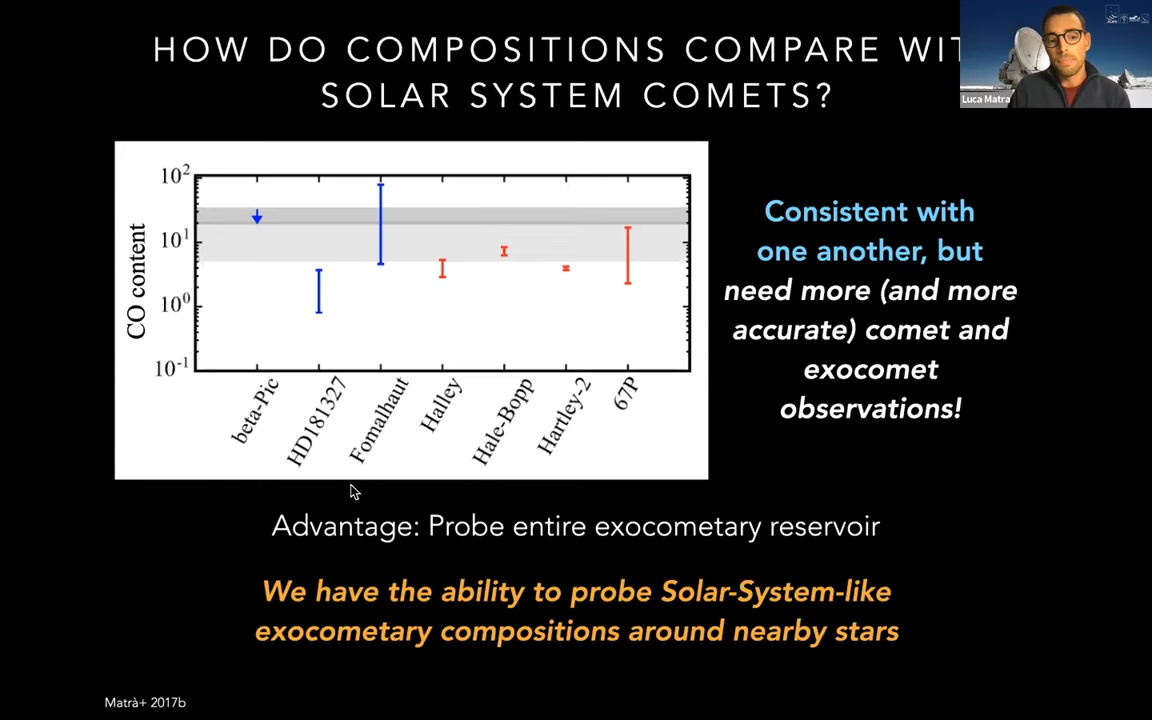 HOW DO COMPOSITIONS COMPARE WIT
SOLAR SYSTEM COMETS?
Luca Matra
10²
10¹
10⁰
10⁻¹
CO content
beta-Pic
HD181327
Fomalhaut
Halley
Hale-Bopp
Hartley-2
67P
Consistent with
one another, but
need more (and more
accurate) comet and
exocomet
observations!
Advantage: Probe entire exocometary reservoir
We have the ability to probe Solar-System-like
exocometary compositions around nearby stars
Matrà+ 2017b